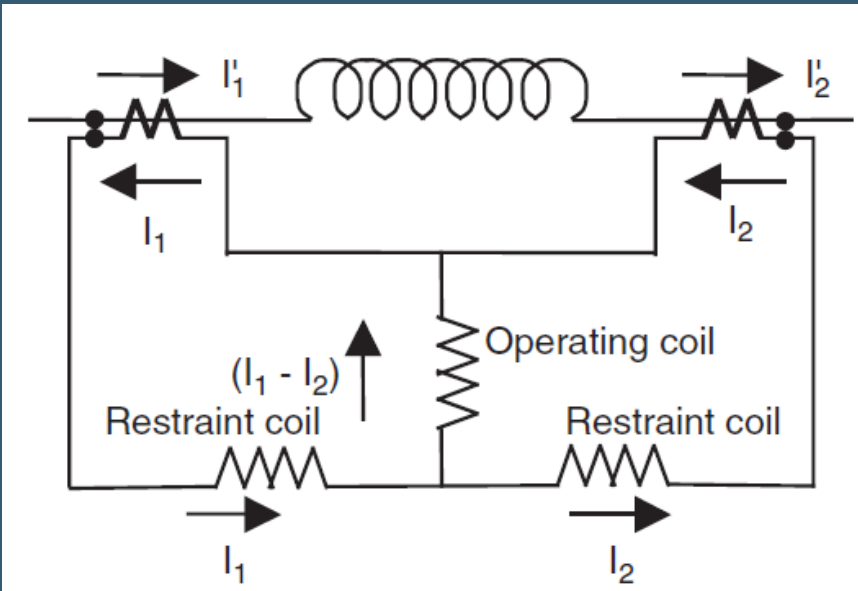 I'₁
I'₂
I₁
I₂
Operating coil
(I₁ - I₂)
Restraint coil
Restraint coil
I₁
I₂